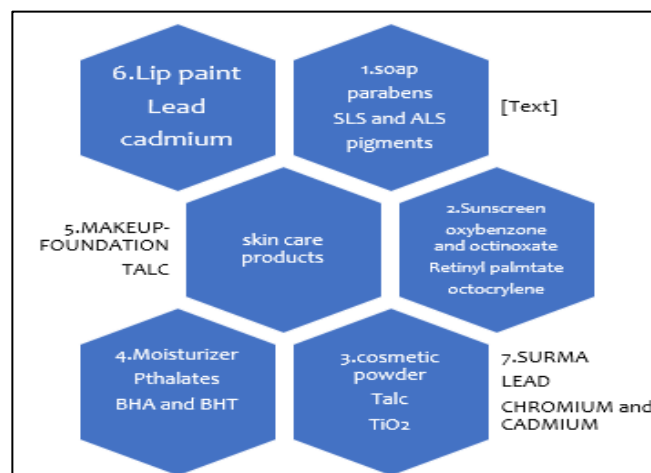 6.Lip paint
Lead
cadmium
1.soap
parabens
SLS and ALS
pigments
[Text]
5.MAKEUP-
FOUNDATION
TALC
skin care
products
2.Sunscreen
oxybenzone
and octinoxate
Retinyl palmtate
octocrylene
4.Moisturizer
Pthalates
BHA and BHT
3.cosmetic
powder
Talc
TiO2
7.SURMA
LEAD
CHROMIUM and
CADMIUM